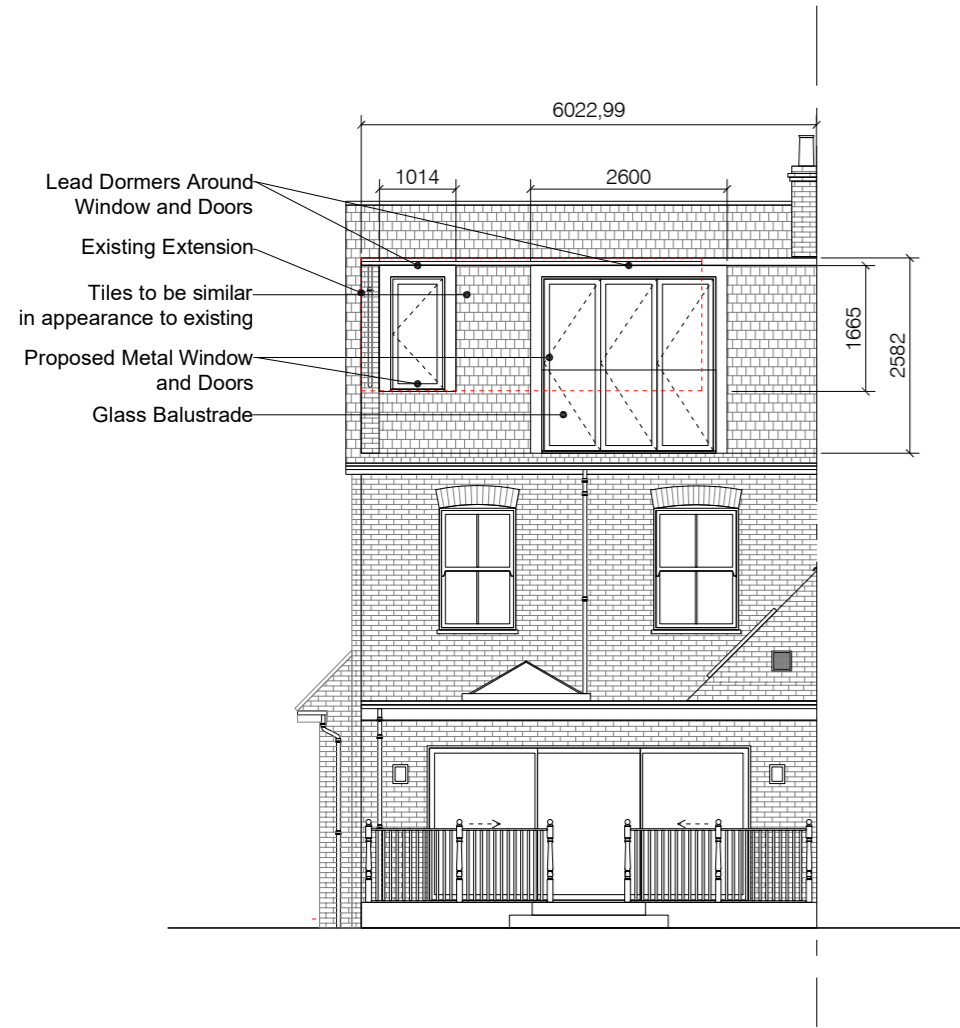 6022,99
1014
2600
Lead Dormers Around
Window and Doors
Existing Extension
Tiles to be similar
in appearance to existing
Proposed Metal Window
and Doors
Glass Balustrade
1665
2582